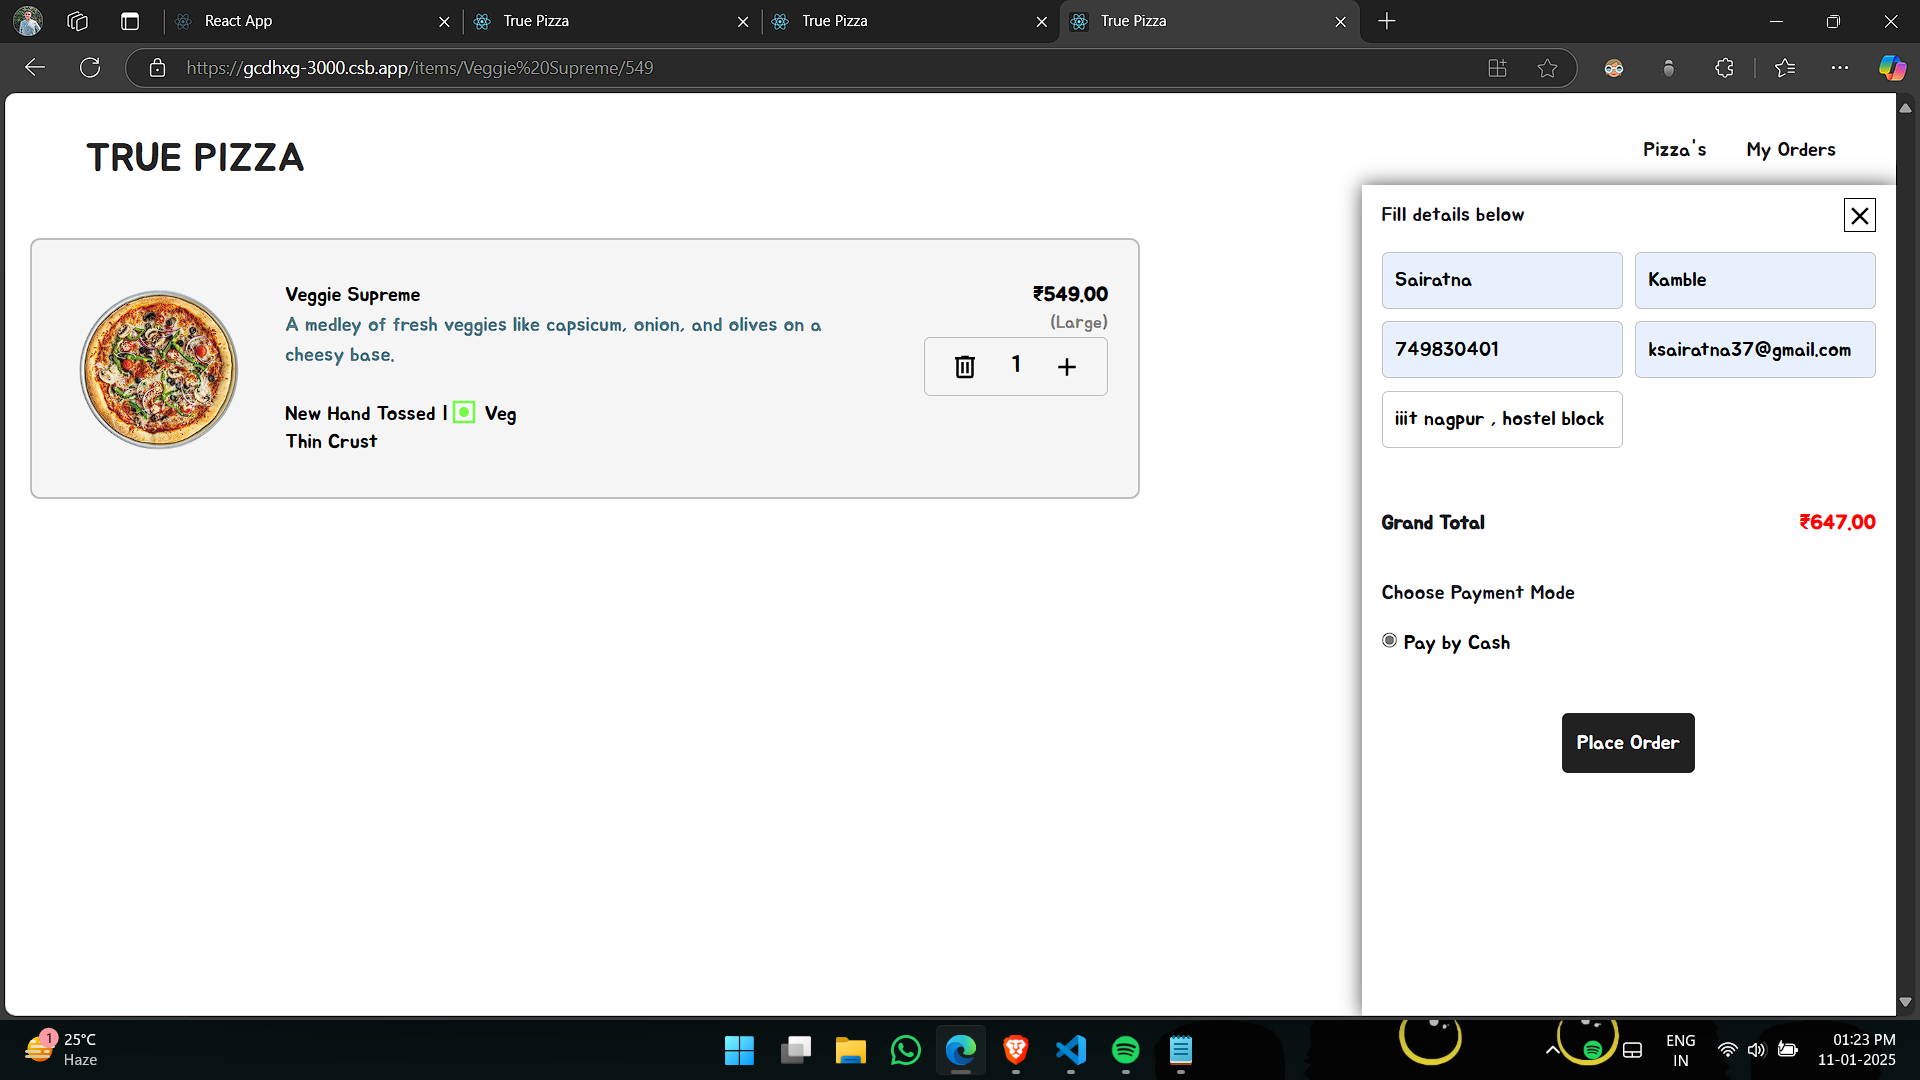 React App
True Pizza
True Pizza
True Pizza
https://gcdhxg-3000.csb.app/items/Veggie%20Supreme/549
TRUE PIZZA
Pizza's
My Orders
Veggie Supreme
A medley of fresh veggies like capsicum, onion, and olives on a
cheesy base.
New Hand Tossed | Veg
Thin Crust
₹549.00
(Large)
1
Fill details below
Sairatna
Kamble
749830401
ksairatna37@gmail.com
iiit nagpur , hostel block
Grand Total
₹647.00
Choose Payment Mode
Pay by Cash
Place Order
1
25°C
Haze
ENG
IN
01:23 PM
11-01-2025